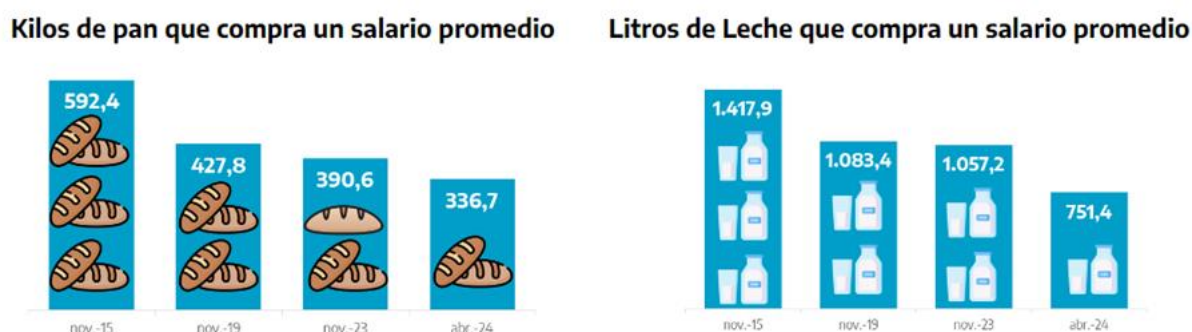 Kilos de pan que compra un salario promedio
592,4
427,8
390,6
336,7
nov.-15
nov.-19
nov.-23
abr.-24
Litros de Leche que compra un salario promedio
1.417,9
1.083,4
1.057,2
751,4
nov.-15
nov.-19
nov.-23
abr.-24